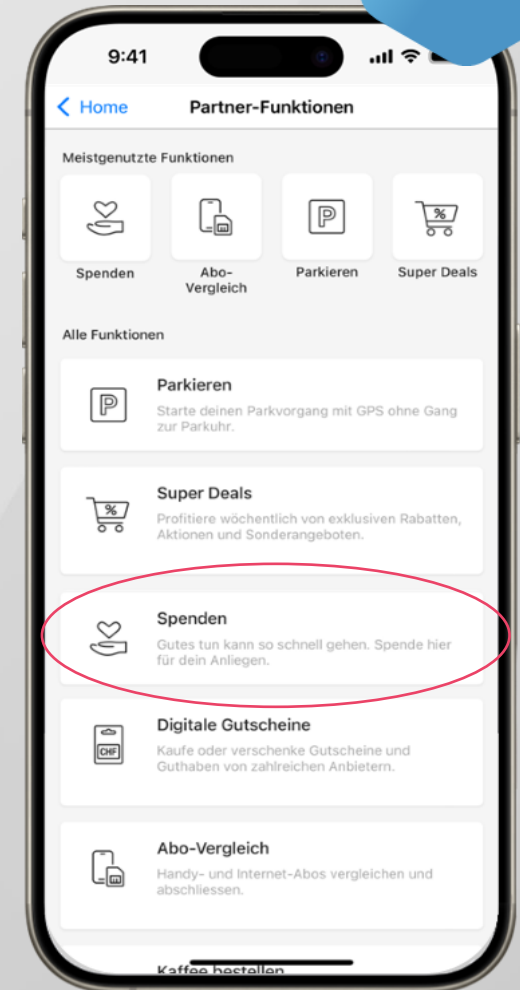 9:41
Home
Partner-Funktionen
Meistgenutzte Funktionen
Spenden
Abo-
Vergleich
Parkieren
Super Deals
Alle Funktionen
Parkieren
Starte deinen Parkvorgang mit GPS ohne Gang
zur Parkuhr.
Super Deals
Profitiere wöchentlich von exklusiven Rabatten,
Aktionen und Sonderangeboten.
Spenden
Gutes tun kann so schnell gehen. Spende hier
für dein Anliegen.
CHF
Digitale Gutscheine
Kaufe oder verschenke Gutscheine und
Guthaben von zahlreichen Anbietern.
Abo-Vergleich
Handy- und Internet-Abos vergleichen und
abschliessen.
Kaffee bestellen